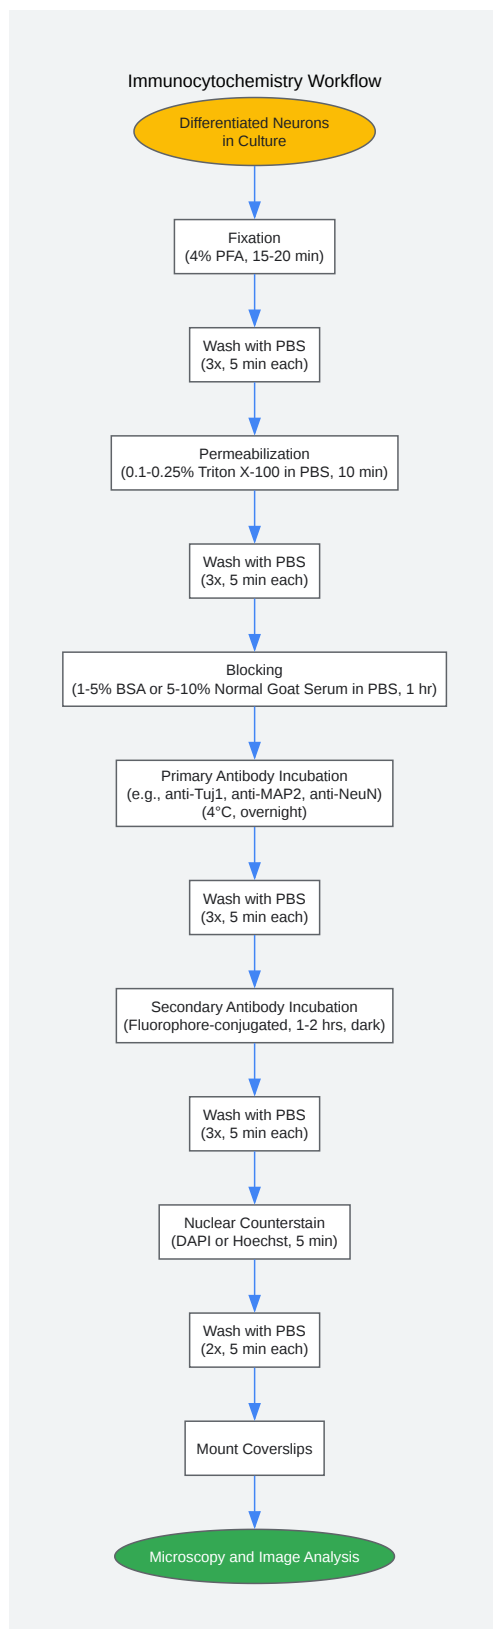 Immunocytochemistry Workflow
Differentiated Neurons
in Culture
Fixation
(4% PFA, 15-20 min)
Wash with PBS
(3x, 5 min each)
Permeabilization
(0.1-0.25% Triton X-100 in PBS, 10 min)
Wash with PBS
(3x, 5 min each)
Blocking
(1-5% BSA or 5-10% Normal Goat Serum in PBS, 1 hr)
Primary Antibody Incubation
(e.g., anti-Tuj1, anti-MAP2, anti-NeuN)
(4°C, overnight)
Wash with PBS
(3x, 5 min each)
Secondary Antibody Incubation
(Fluorophore-conjugated, 1-2 hrs, dark)
Wash with PBS
(3x, 5 min each)
Nuclear Counterstain
(DAPI or Hoechst, 5 min)
Wash with PBS
(2x, 5 min each)
Mount Coverslips
Microscopy and Image Analysis